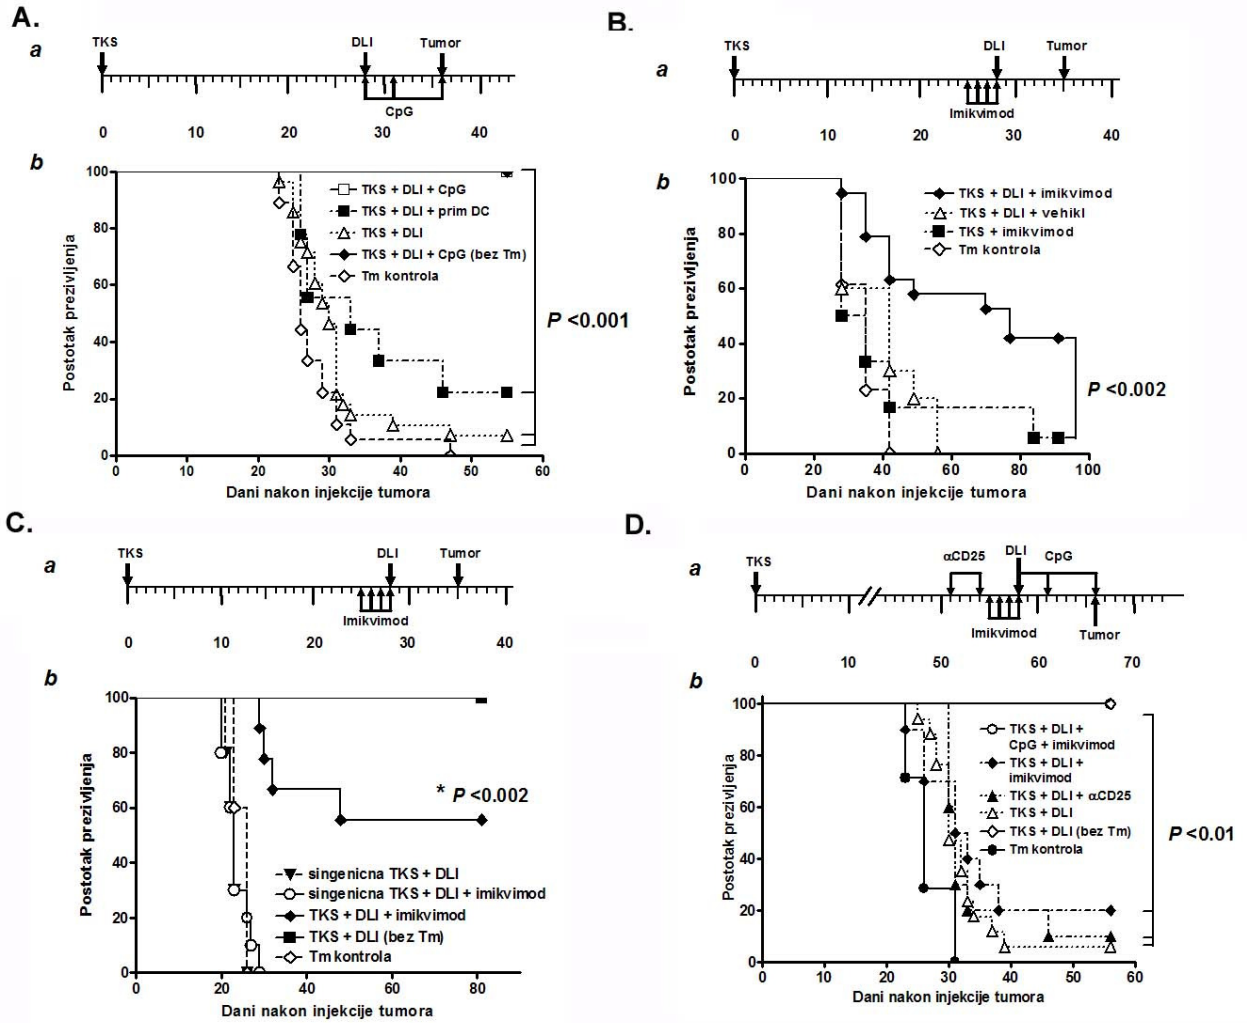 A.
a
TKS DLI Tumor
CpG
0 10 20 30 40
b
100
80
60
40
20
0
Postotak prezivljenja
TKS + DLI + CpG
TKS + DLI + prim DC
TKS + DLI
TKS + DLI + CpG (bez Tm)
Tm kontrola
P <0.001
0 10 20 30 40 50 60
Dani nakon injekcije tumora
B.
a
TKS DLI Tumor
Imikvimod
0 10 20 30 40
b
100
80
60
40
20
0
Postotak prezivljenja
TKS + DLI + imikvimod
TKS + DLI + vehikl
TKS + imikvimod
Tm kontrola
P <0.002
0 20 40 60 80 100
Dani nakon injekcije tumora
C.
a
TKS DLI Tumor
Imikvimod
0 10 20 30 40
b
100
80
60
40
20
0
Postotak prezivljenja
* P <0.002
singenicna TKS + DLI
singenicna TKS + DLI + imikvimod
TKS + DLI + imikvimod
TKS + DLI (bez Tm)
Tm kontrola
0 20 40 60 80
Dani nakon injekcije tumora
D.
a
TKS αCD25 DLI CpG
Imikvimod Tumor
0 10 50 60 70
b
100
80
60
40
20
0
Postotak prezivljenja
TKS + DLI +
CpG + imikvimod
TKS + DLI +
imikvimod
TKS + DLI + αCD25
TKS + DLI
TKS + DLI (bez Tm)
Tm kontrola
P <0.01
0 10 20 30 40 50 60
Dani nakon injekcije tumora